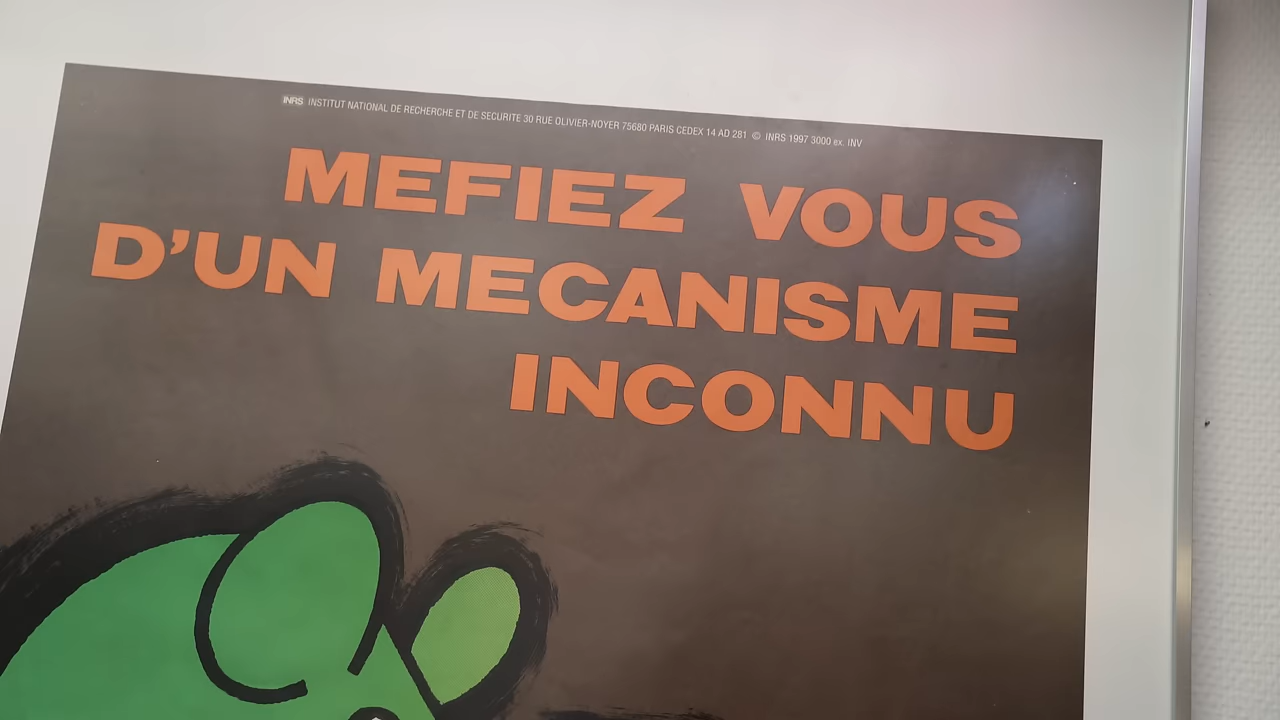 INRS INSTITUT NATIONAL DE RECHERCHE ET DE SECURITE 30 RUE OLIVIER-NOYER 75680 PARIS CEDEX 14 AD 281 © INRS 1997 3000 ex. INV
MEFIEZ VOUS
D’UN MECANISME
INCONNU